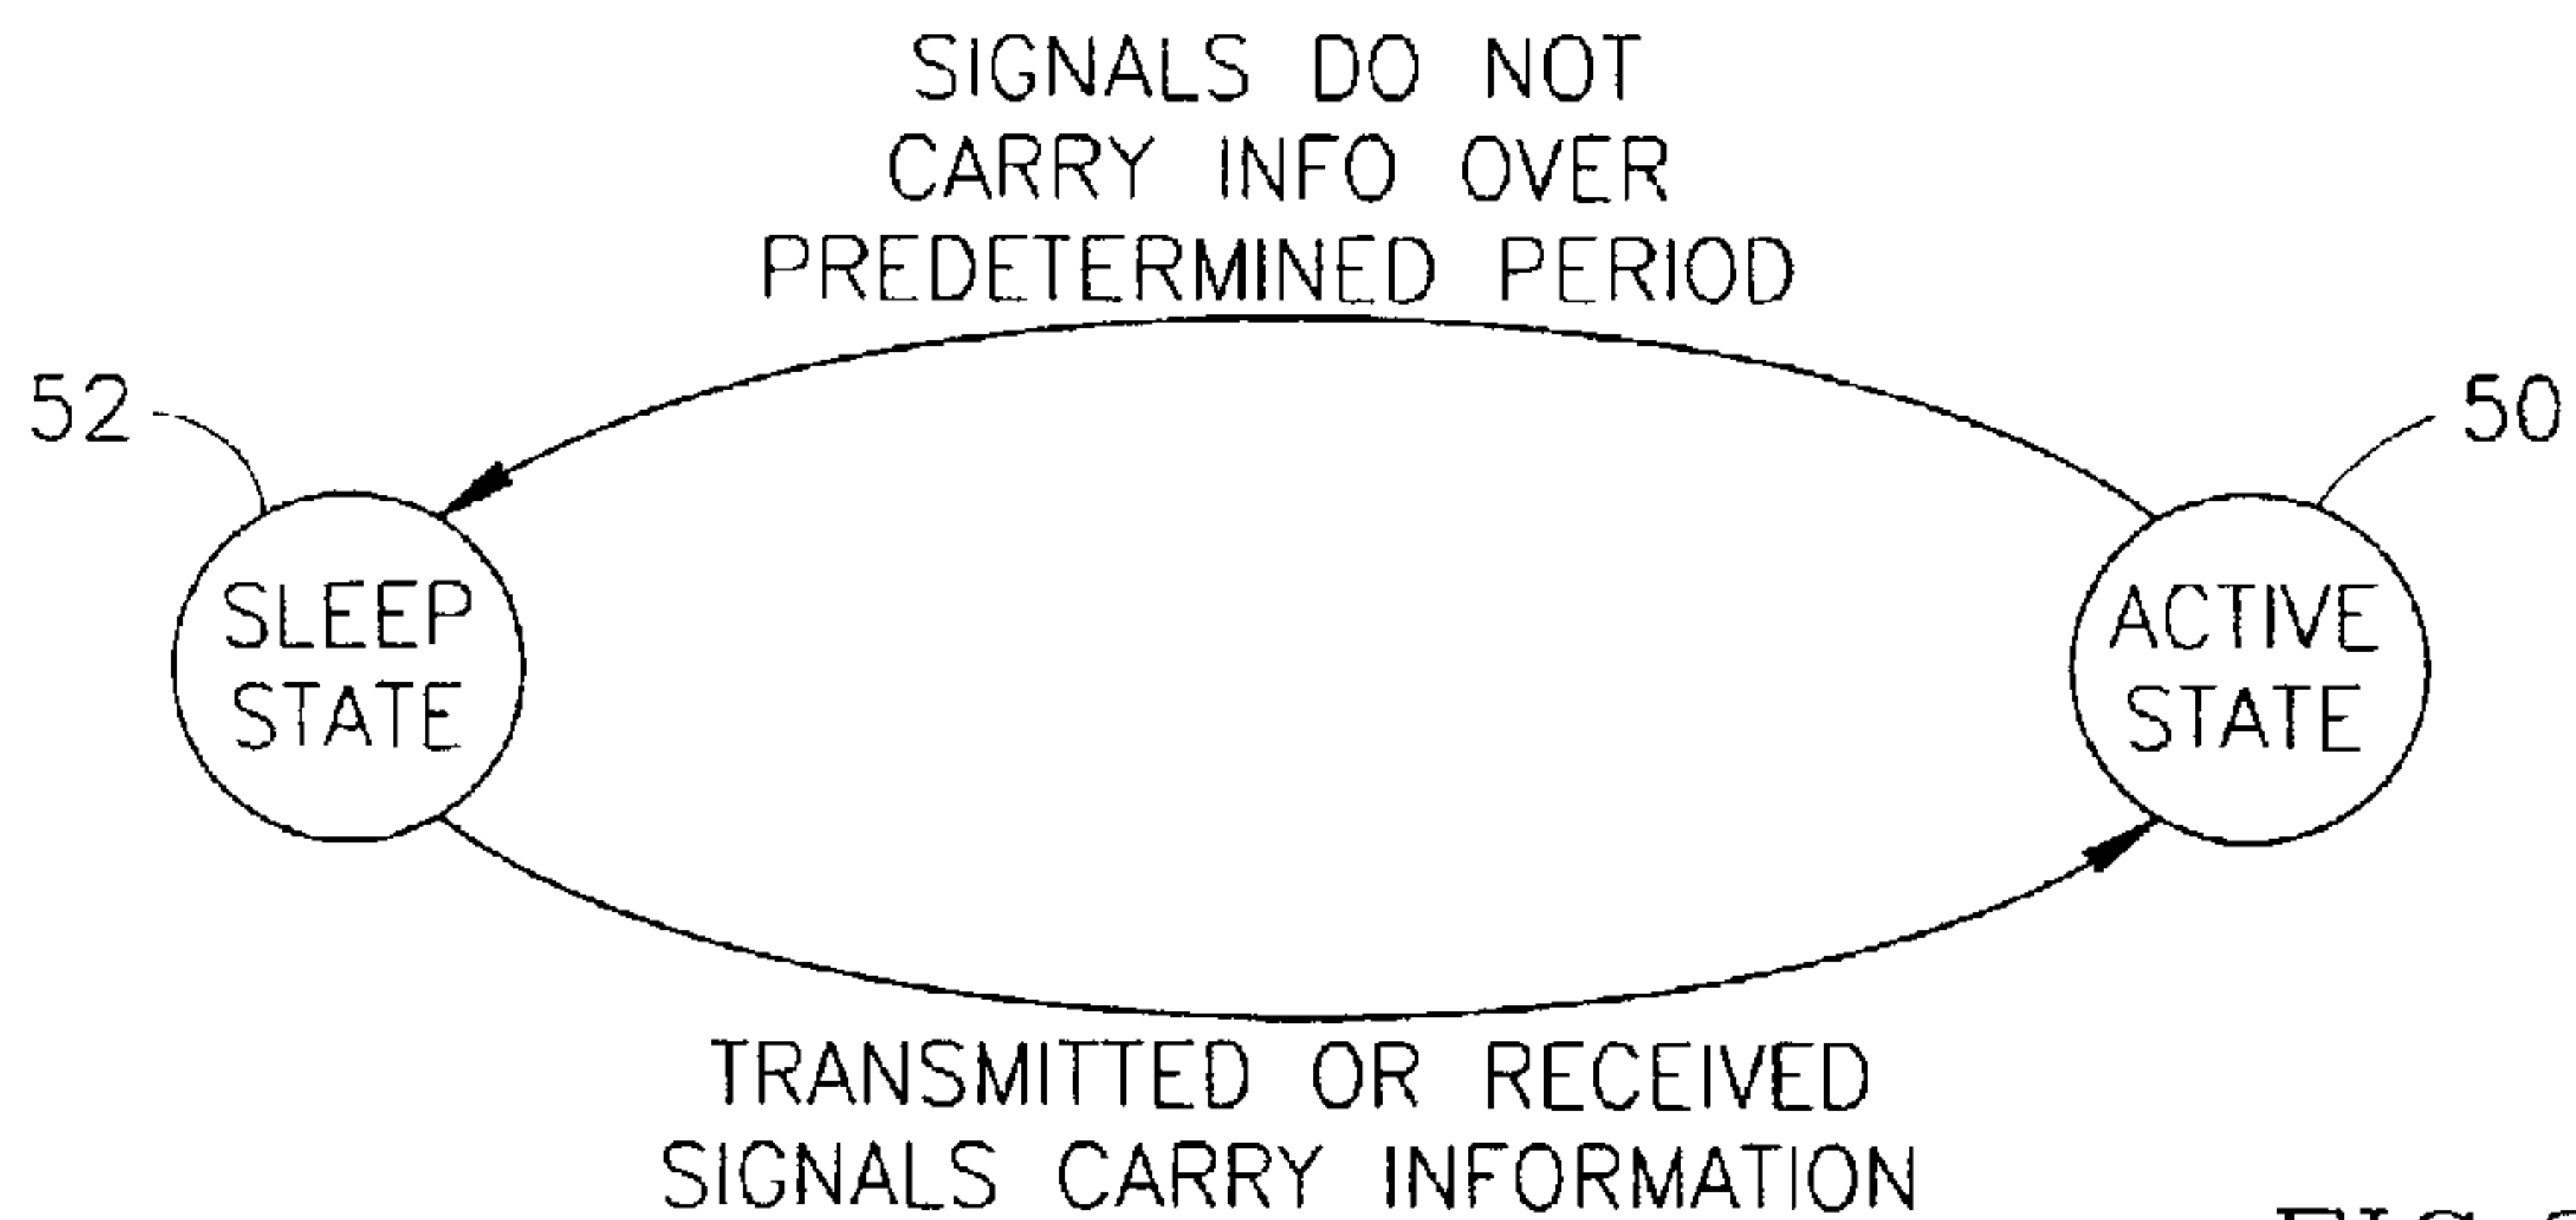 SIGNALS DO NOT
CARRY INFO OVER
PREDETERMINED PERIOD
52
50
SLEEP
STATE
ACTIVE
STATE
TRANSMITTED OR RECEIVED
SIGNALS CARRY INFORMATION